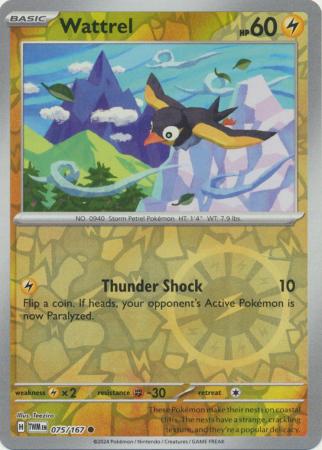 BASIC
Wattrel HP 60
NO. 0940 Storm Petrel Pokémon HT: 1'4" WT: 7.9 lbs.
Thunder Shock 10
Flip a coin. If heads, your opponent's Active Pokémon is
now Paralyzed.
weakness ×2 resistance -30 retreat
Illus. Teeziro
H TWM EN 075/167
These Pokémon make their nests on coastal
cliffs. The nests have a strange, crackling
texture, and they're a popular delicacy.
©2024 Pokémon / Nintendo / Creatures / GAME FREAK